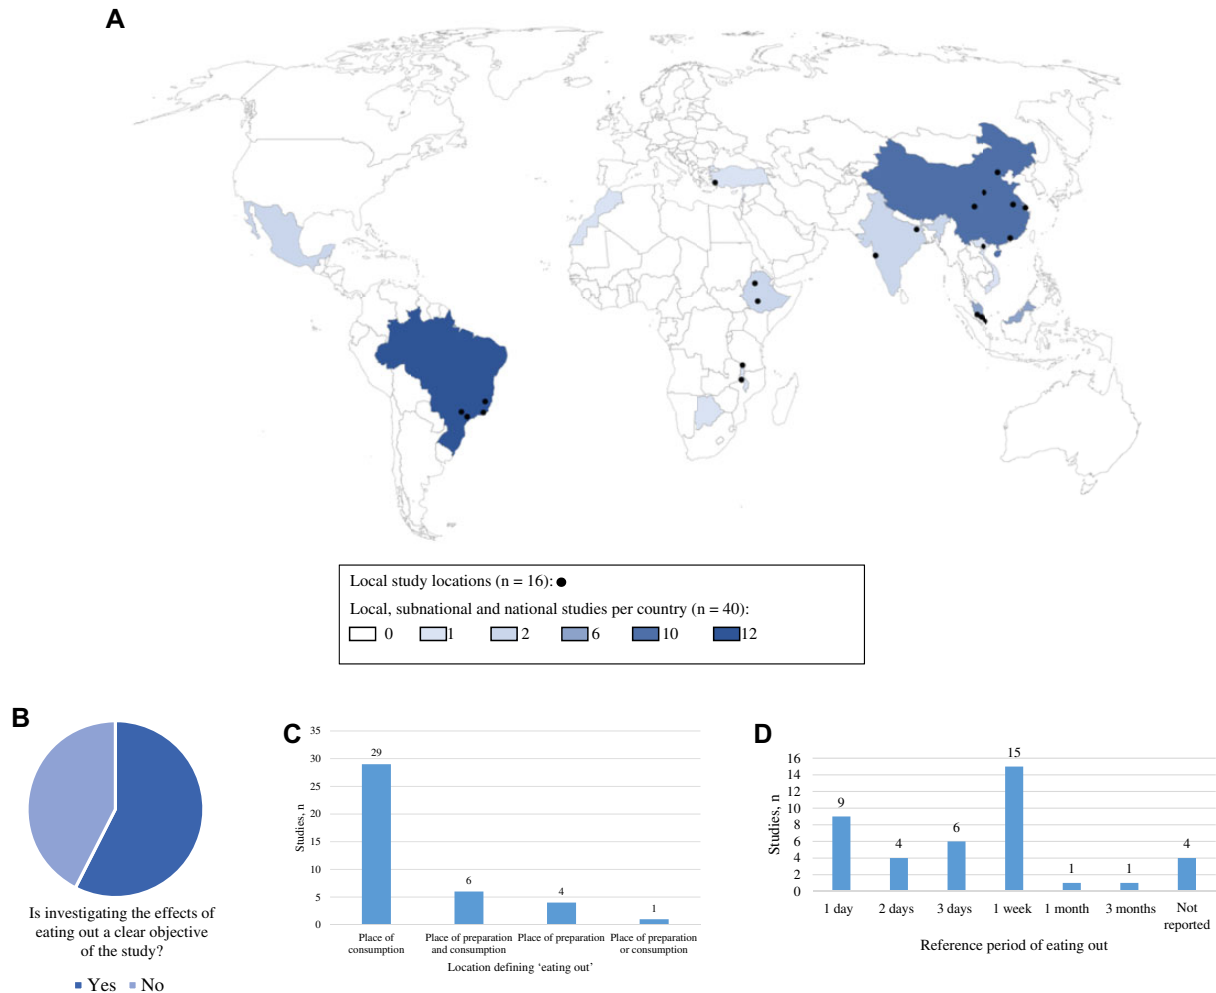 A
Local study locations (n = 16):
Local, subnational and national studies per country (n = 40):
0 1 2 6 10 12
B
Is investigating the effects of
eating out a clear objective
of the study?
Yes No
C
35
30
25
20
15
10
5
0
Studies, n
29
6
4
1
Place of consumption
Place of preparation and consumption
Place of preparation
Place of preparation or consumption
Location defining ‘eating out’
D
16
14
12
10
8
6
4
2
0
Studies, n
9
4
6
15
1
1
4
1 day 2 days 3 days 1 week 1 month 3 months Not reported
Reference period of eating out